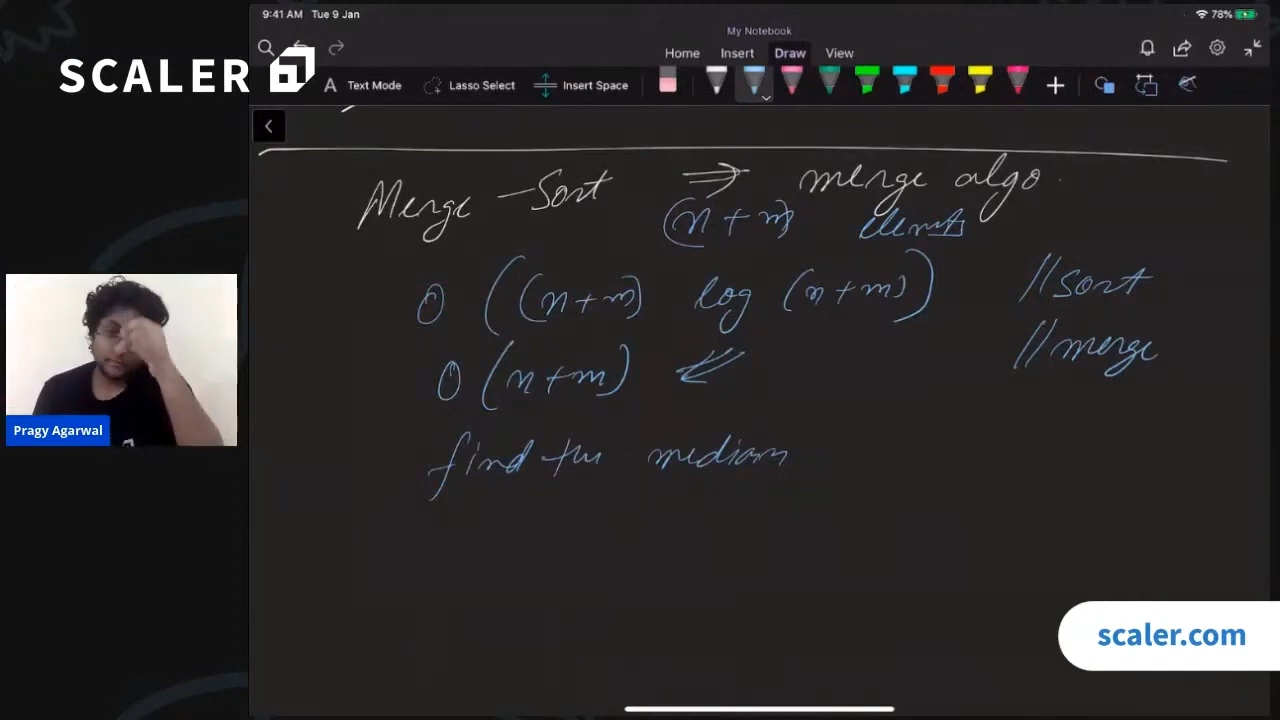 9:41 AM Tue 9 Jan
78%
My Notebook
Home Insert Draw View
SCALER
Text Mode Lasso Select Insert Space
Merge-Sort ⇒ merge algo.
(n+m)
O ((n+m) log (n+m)) //sort
O (n+m) //merge
find the median
Pragy Agarwal
scaler.com